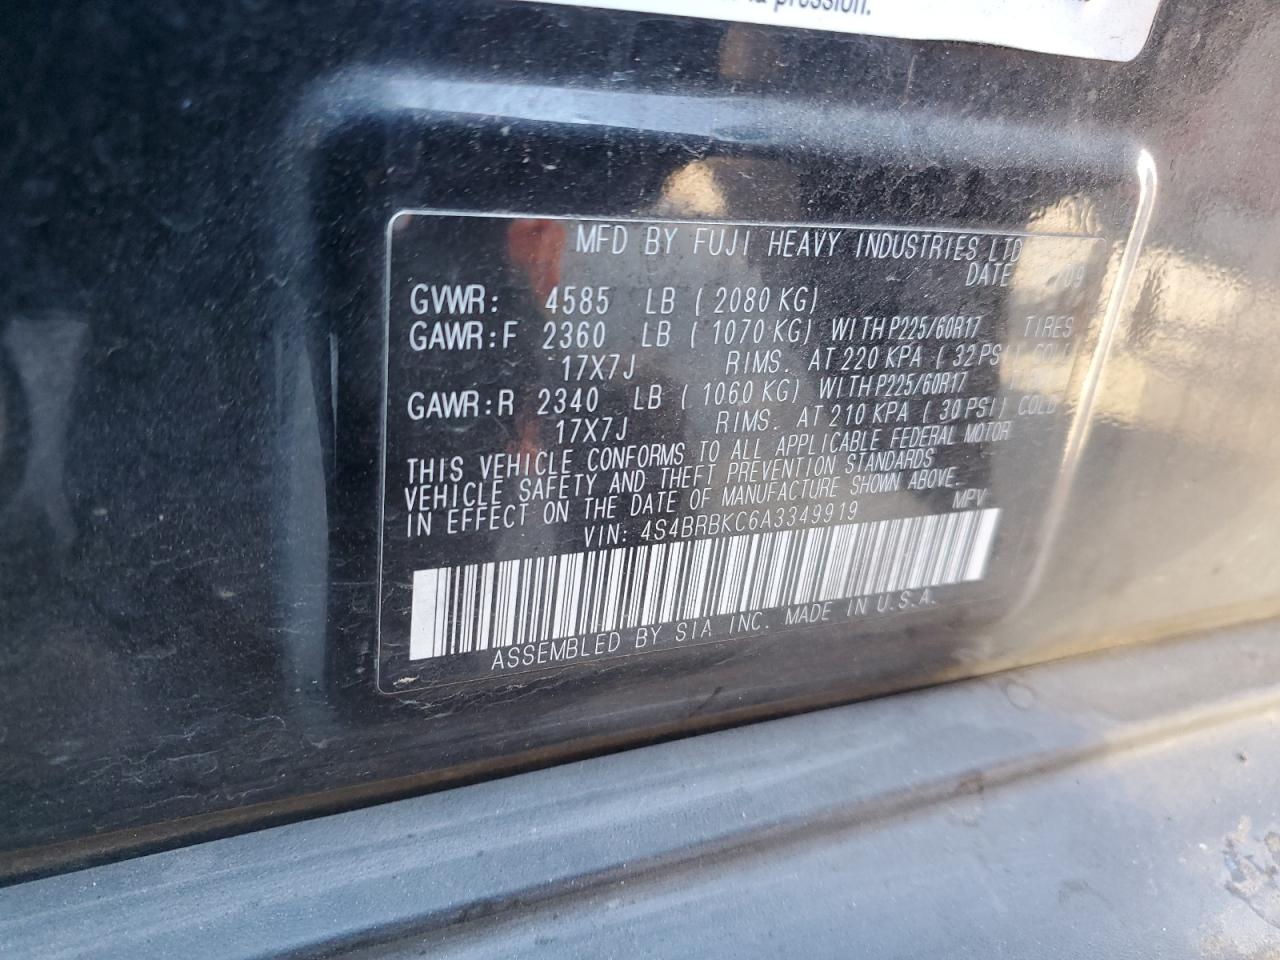 la pression.
MFD BY FUJI HEAVY INDUSTRIES LTD
DATE /09
GVWR: 4585 LB (2080 KG)
GAWR:F 2360 LB (1070 KG) WITH P225/60R17 TIRES
17X7J RIMS. AT 220 KPA (32 PSI) COLD
GAWR:R 2340 LB (1060 KG) WITH P225/60R17
17X7J RIMS. AT 210 KPA (30 PSI) COLD
THIS VEHICLE CONFORMS TO ALL APPLICABLE FEDERAL MOTOR
VEHICLE SAFETY AND THEFT PREVENTION STANDARDS
IN EFFECT ON THE DATE OF MANUFACTURE SHOWN ABOVE.
VIN: 4S4BRBKC6A3349919 MPV
ASSEMBLED BY SIA INC. MADE IN U.S.A.